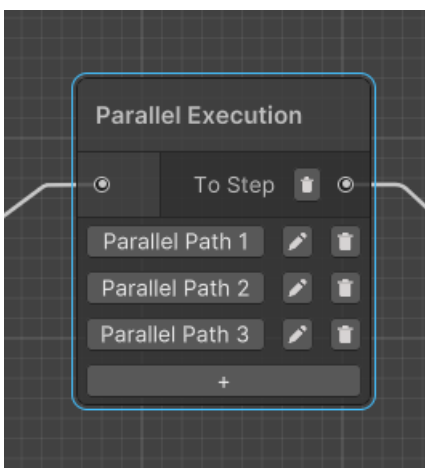 Parallel Execution
To Step
Parallel Path 1
Parallel Path 2
Parallel Path 3
+